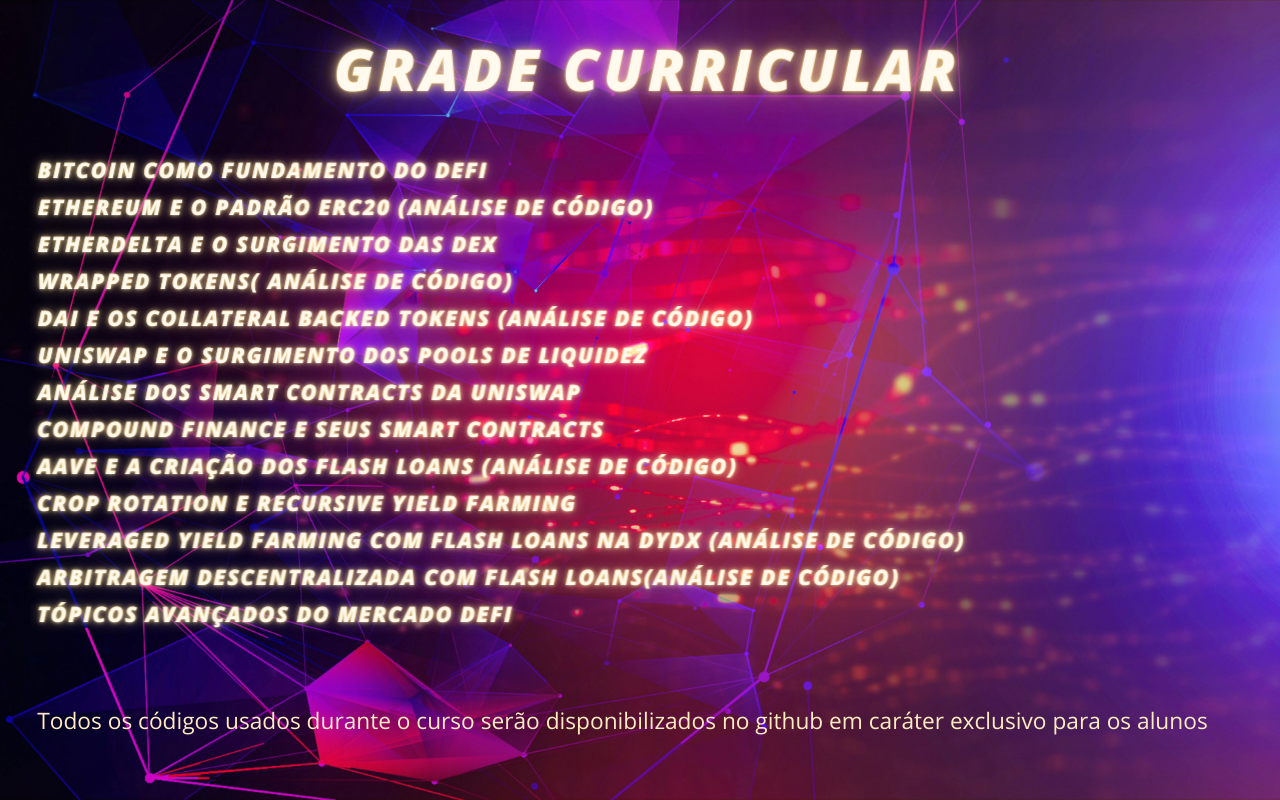 GRADE CURRICULAR
BITCOIN COMO FUNDAMENTO DO DEFI
ETHEREUM E O PADRÃO ERC20 (ANÁLISE DE CÓDIGO)
ETHERDELTA E O SURGIMENTO DAS DEX
WRAPPED TOKENS( ANÁLISE DE CÓDIGO)
DAI E OS COLLATERAL BACKED TOKENS (ANÁLISE DE CÓDIGO)
UNISWAP E O SURGIMENTO DOS POOLS DE LIQUIDEZ
ANÁLISE DOS SMART CONTRACTS DA UNISWAP
COMPOUND FINANCE E SEUS SMART CONTRACTS
AAVE E A CRIAÇÃO DOS FLASH LOANS (ANÁLISE DE CÓDIGO)
CROP ROTATION E RECURSIVE YIELD FARMING
LEVERAGED YIELD FARMING COM FLASH LOANS NA DYDX (ANÁLISE DE CÓDIGO)
ARBITRAGEM DESCENTRALIZADA COM FLASH LOANS(ANÁLISE DE CÓDIGO)
TÓPICOS AVANÇADOS DO MERCADO DEFI
Todos os códigos usados durante o curso serão disponibilizados no github em caráter exclusivo para os alunos